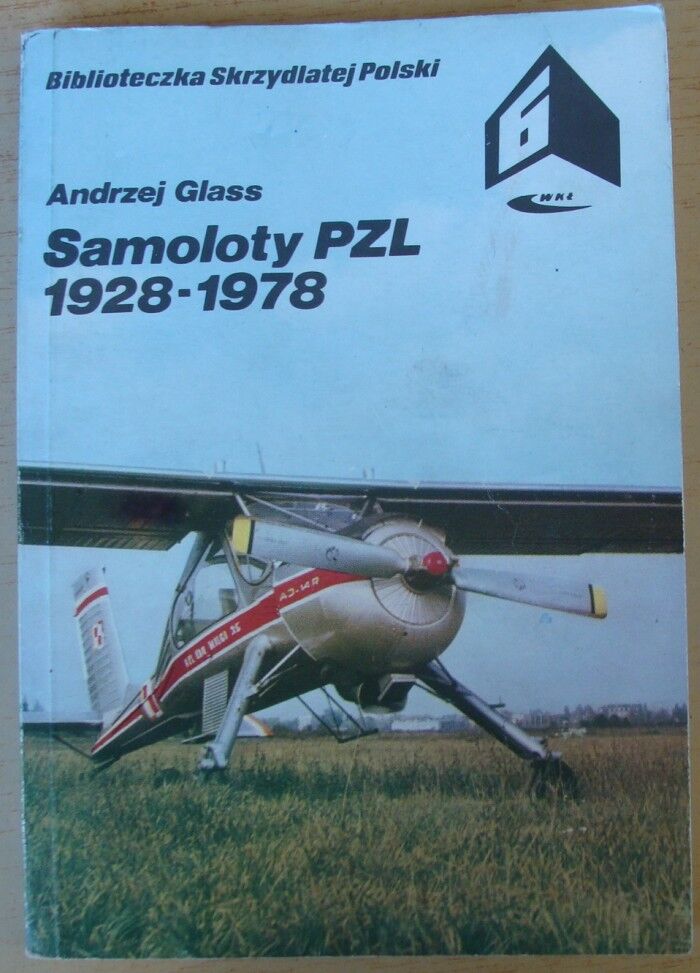 Biblioteczka Skrzydlatej Polski
6
WKŁ
Andrzej Glass
Samoloty PZL
1928-1978